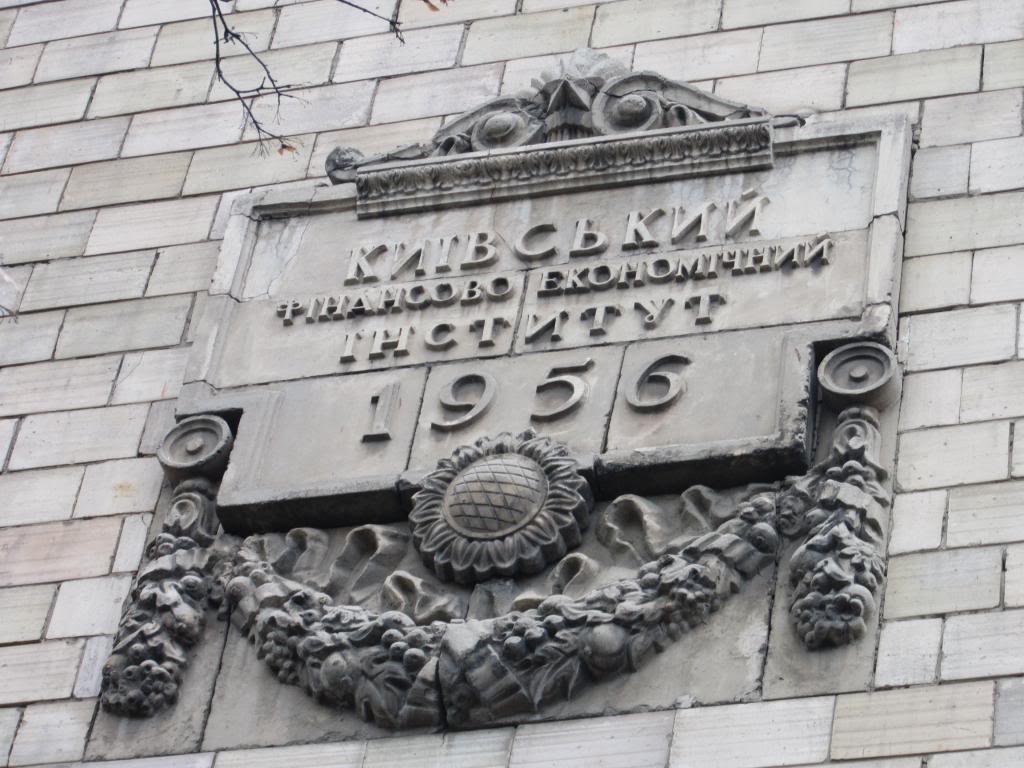 КИЇВСЬКИЙ
ФІНАНСОВО ЕКОНОМІЧНИЙ
ІНСТИТУТ
1956